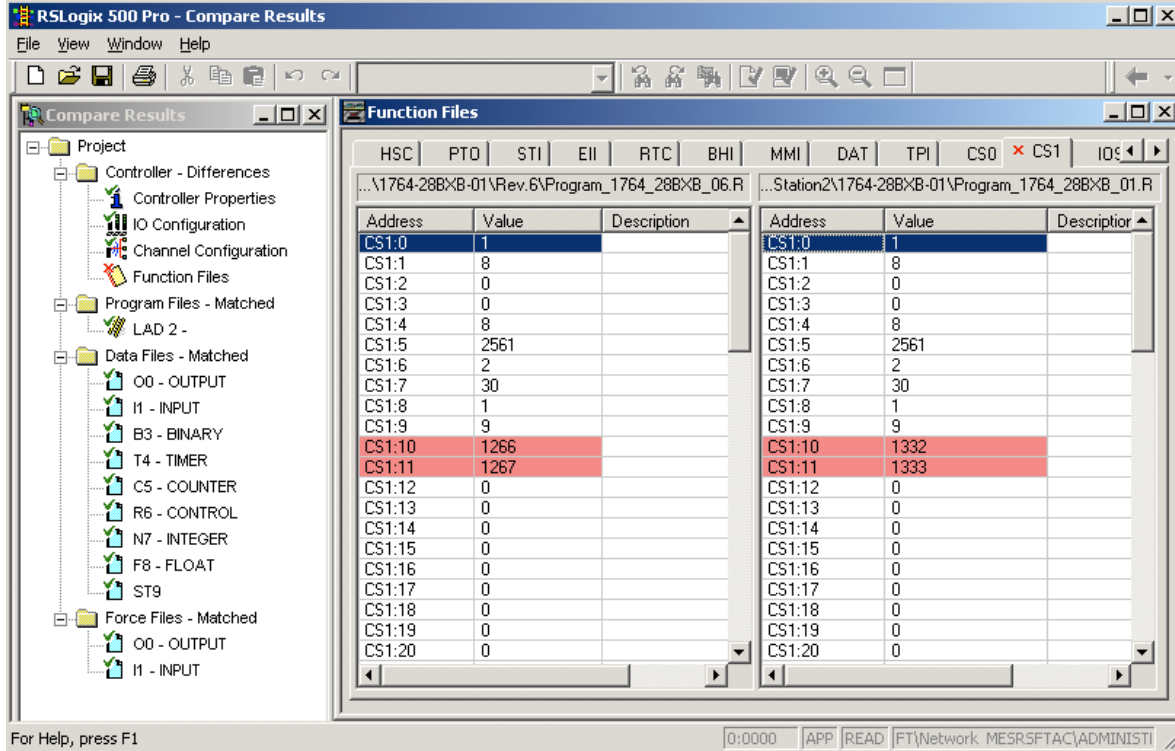 RSLogix 500 Pro - Compare Results
File View Window Help
Compare Results
Project
Controller - Differences
Controller Properties
IO Configuration
Channel Configuration
Function Files
Program Files - Matched
LAD 2 -
Data Files - Matched
O0 - OUTPUT
I1 - INPUT
B3 - BINARY
T4 - TIMER
C5 - COUNTER
R6 - CONTROL
N7 - INTEGER
F8 - FLOAT
ST9
Force Files - Matched
O0 - OUTPUT
I1 - INPUT
Function Files
HSC PTO STI EII RTC BHI MMI DAT TPI CS0 CS1 IOS
...\1764-28BXB-01\Rev.6\Program_1764_28BXB_06.R
Address Value Description
CS1:0 1
CS1:1 8
CS1:2 0
CS1:3 0
CS1:4 8
CS1:5 2561
CS1:6 2
CS1:7 30
CS1:8 1
CS1:9 9
CS1:10 1266
CS1:11 1267
CS1:12 0
CS1:13 0
CS1:14 0
CS1:15 0
CS1:16 0
CS1:17 0
CS1:18 0
CS1:19 0
CS1:20 0
...Station2\1764-28BXB-01\Program_1764_28BXB_01.R
Address Value Description
CS1:0 1
CS1:1 8
CS1:2 0
CS1:3 0
CS1:4 8
CS1:5 2561
CS1:6 2
CS1:7 30
CS1:8 1
CS1:9 9
CS1:10 1332
CS1:11 1333
CS1:12 0
CS1:13 0
CS1:14 0
CS1:15 0
CS1:16 0
CS1:17 0
CS1:18 0
CS1:19 0
CS1:20 0
For Help, press F1
0:0000 APP READ FT\Network MESRSFTAC\ADMINISTI